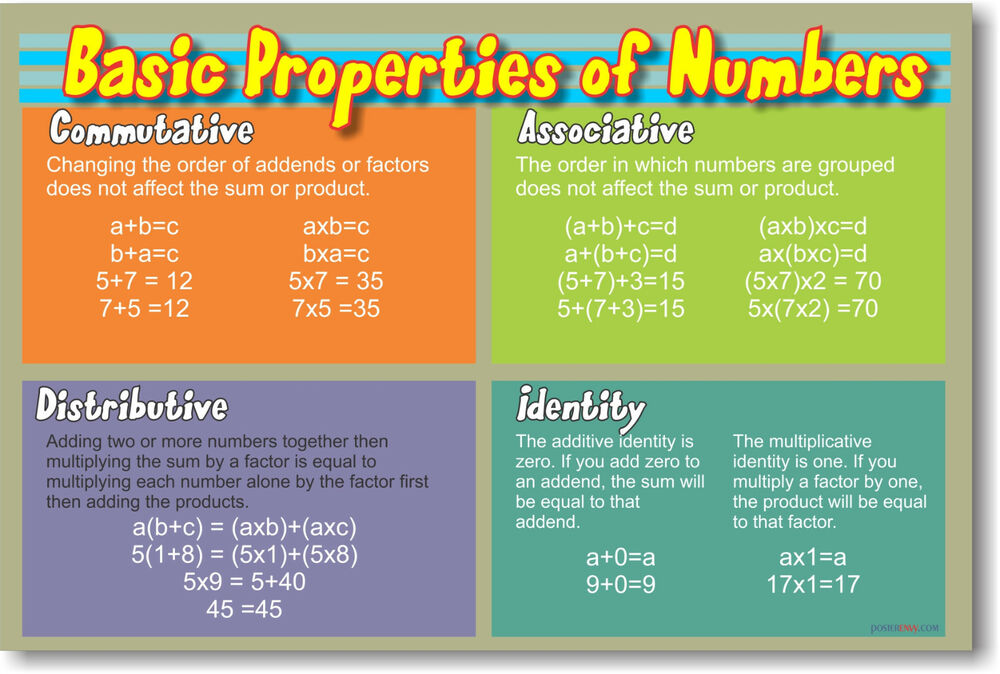 Basic Properties of Numbers
Commutative
Changing the order of addends or factors
does not affect the sum or product.
a+b=c
b+a=c
5+7 = 12
7+5 =12
axb=c
bxa=c
5x7 = 35
7x5 =35
Associative
The order in which numbers are grouped
does not affect the sum or product.
(a+b)+c=d
a+(b+c)=d
(5+7)+3=15
5+(7+3)=15
(axb)xc=d
ax(bxc)=d
(5x7)x2 = 70
5x(7x2) =70
Distributive
Adding two or more numbers together then
multiplying the sum by a factor is equal to
multiplying each number alone by the factor first
then adding the products.
a(b+c) = (axb)+(axc)
5(1+8) = (5x1)+(5x8)
5x9 = 5+40
45 =45
identity
The additive identity is
zero. If you add zero to
an addend, the sum will
be equal to that
addend.
a+0=a
9+0=9
The multiplicative
identity is one. If you
multiply a factor by one,
the product will be equal
to that factor.
ax1=a
17x1=17
POSTERENVY.COM